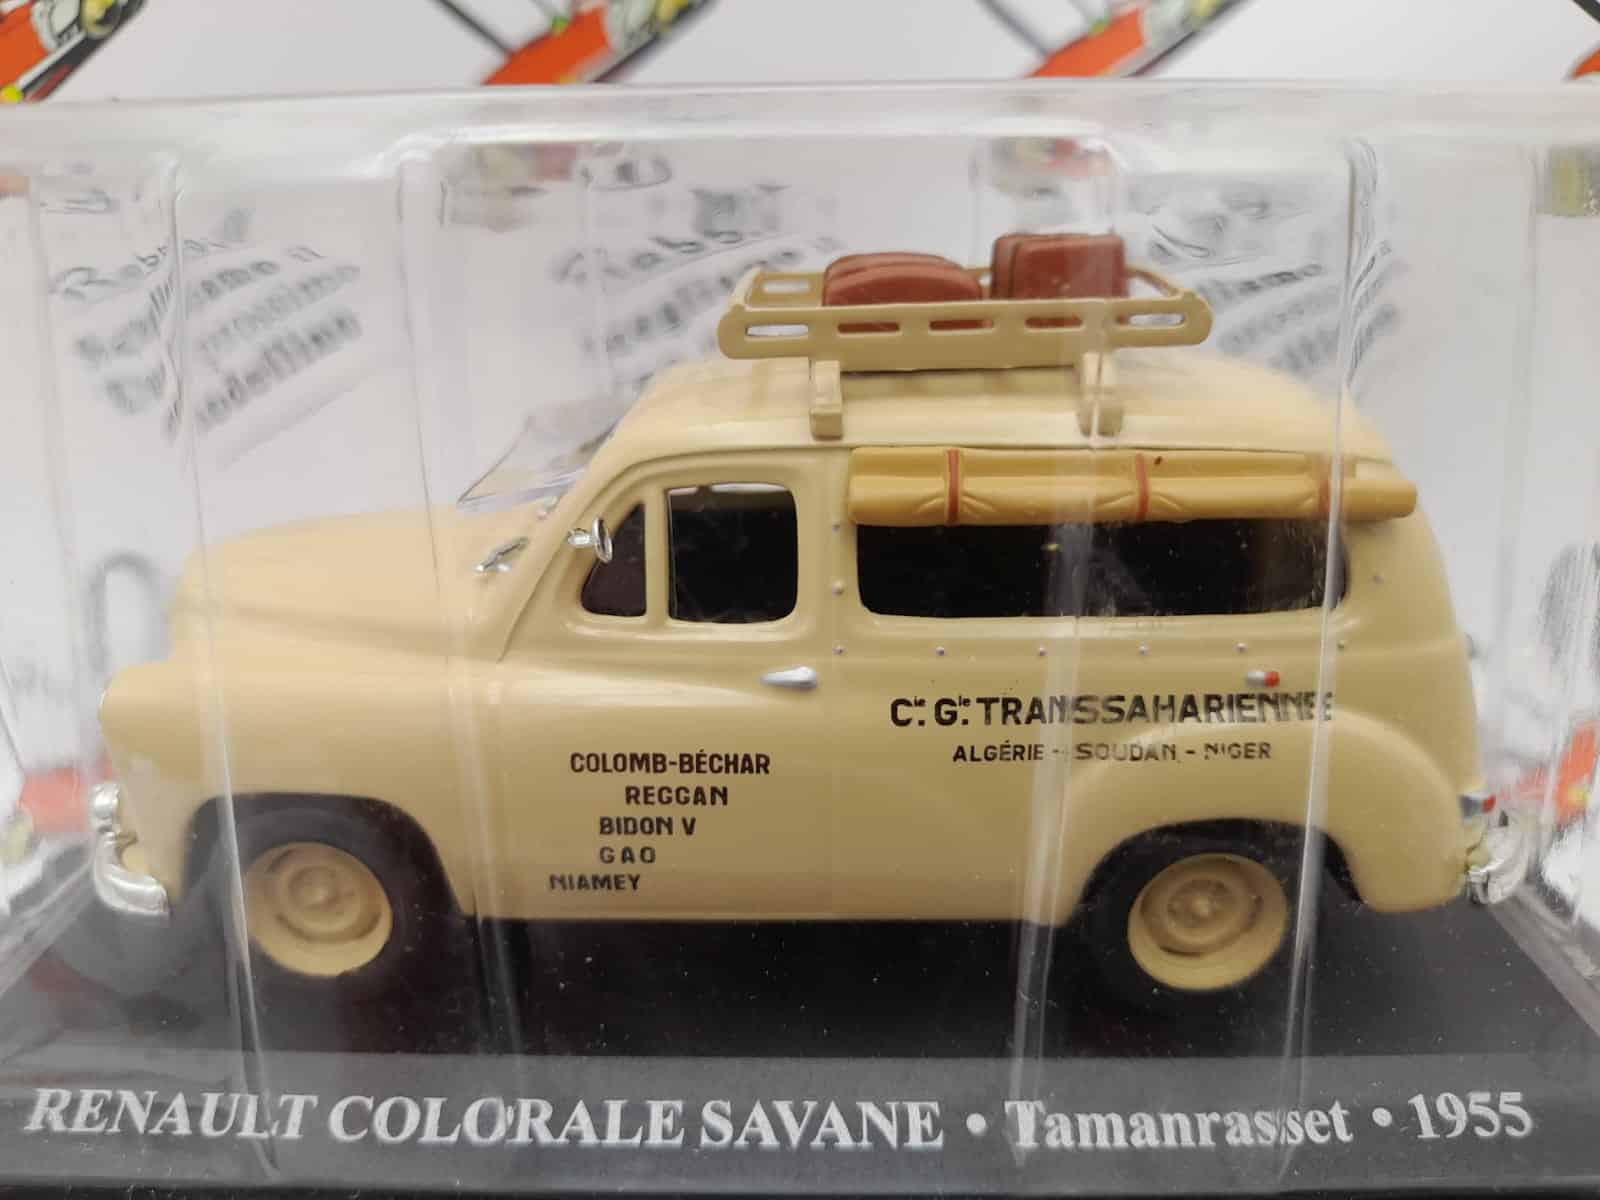 Cie. Gle. TRANSSAHARIENNE
ALGÉRIE - SOUDAN - NIGER
COLOMB-BÉCHAR
REGGAN
BIDON V
GAO
NIAMEY
RENAULT COLORALE SAVANE • Tamanrasset • 1955